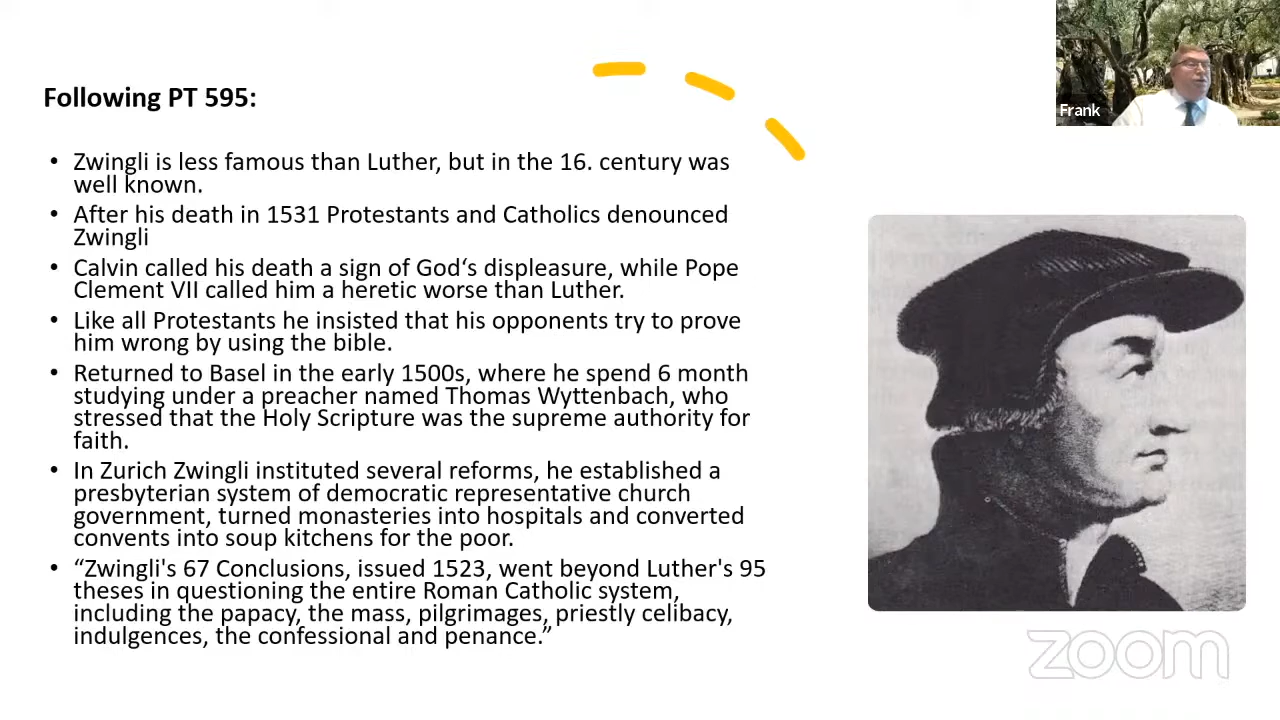 Following PT 595:
Frank
• Zwingli is less famous than Luther, but in the 16. century was
well known.
• After his death in 1531 Protestants and Catholics denounced
Zwingli
• Calvin called his death a sign of God‘s displeasure, while Pope
Clement VII called him a heretic worse than Luther.
• Like all Protestants he insisted that his opponents try to prove
him wrong by using the bible.
• Returned to Basel in the early 1500s, where he spend 6 month
studying under a preacher named Thomas Wyttenbach, who
stressed that the Holy Scripture was the supreme authority for
faith.
• In Zurich Zwingli instituted several reforms, he established a
presbyterian system of democratic representative church
government, turned monasteries into hospitals and converted
convents into soup kitchens for the poor.
• “Zwingli's 67 Conclusions, issued 1523, went beyond Luther's 95
theses in questioning the entire Roman Catholic system,
including the papacy, the mass, pilgrimages, priestly celibacy,
indulgences, the confessional and penance.”
zoom